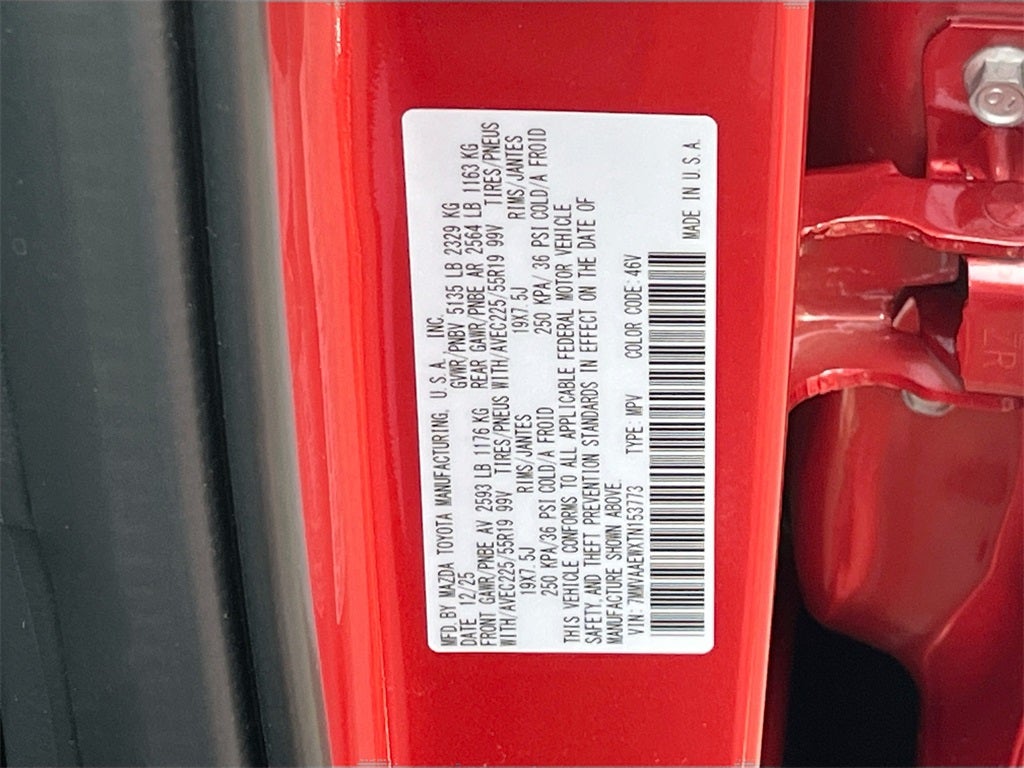 MFD.BY MAZDA TOYOTA MANUFACTURING, U.S.A., INC.
DATE 12/25 GVWR/PNBV 5135 LB 2329 KG
FRONT GAWR/PNBE AV 2593 LB 1176 KG REAR GAWR/PNBE AR 2564 LB 1163 KG
WITH/AVEC225/55R19 99V TIRES/PNEUS WITH/AVEC225/55R19 99V TIRES/PNEUS
19X7.5J RIMS/JANTES 19X7.5J RIMS/JANTES
250 KPA/36 PSI COLD/A FROID 250 KPA/36 PSI COLD/A FROID
THIS VEHICLE CONFORMS TO ALL APPLICABLE FEDERAL MOTOR VEHICLE
SAFETY, AND THEFT PREVENTION STANDARDS IN EFFECT ON THE DATE OF
MANUFACTURE SHOWN ABOVE.
VIN: 7MMVAAEWXTN153773 TYPE: MPV COLOR CODE: 46V
MADE IN U.S.A.